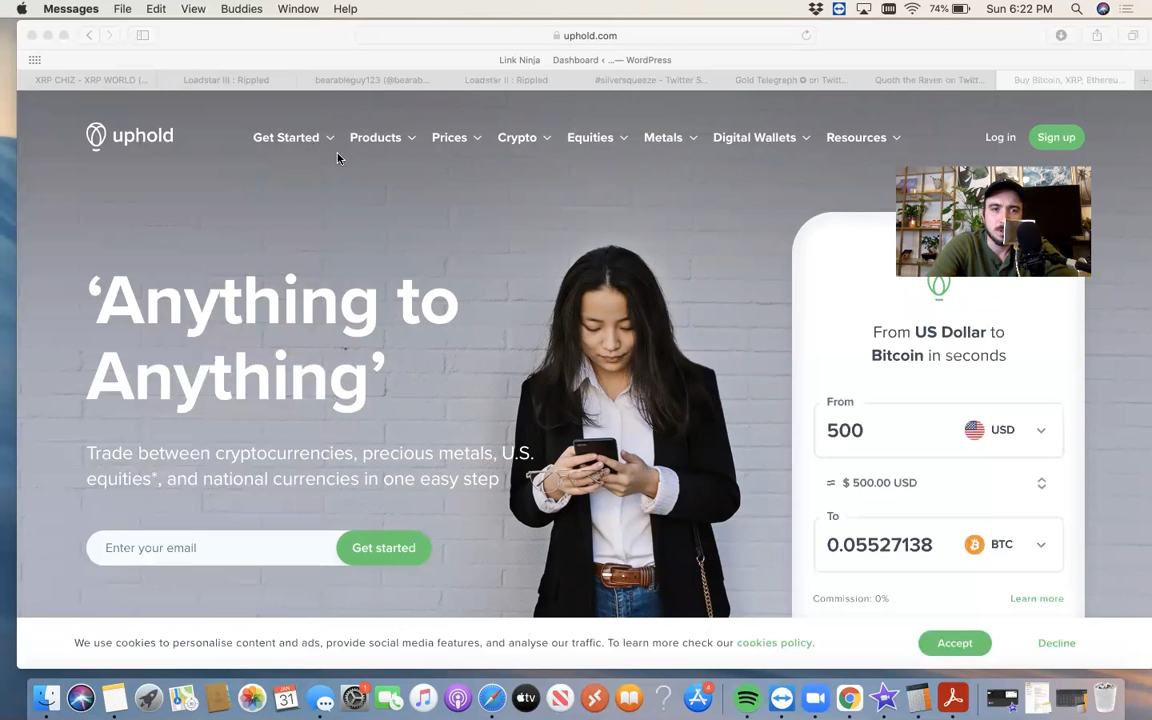 Messages File Edit View Buddies Window Help 74% Sun 6:22 PM
uphold.com
Link Ninja Dashboard ‹ ...— WordPress
XRP CHIZ - XRP WORLD (... Loadstar III : Rippled bearableguy123 (@bearab... Loadstar II : Rippled #silversqueeze - Twitter S... Gold Telegraph on Twitt... Quoth the Raven on Twitt... Buy Bitcoin, XRP, Ethereu...
uphold Get Started Products Prices Crypto Equities Metals Digital Wallets Resources Log in Sign up
‘Anything to
Anything’
Trade between cryptocurrencies, precious metals, U.S.
equities*, and national currencies in one easy step
Enter your email Get started
From US Dollar to
Bitcoin in seconds
From
500 USD
≈ $ 500.00 USD
To
0.05527138 BTC
Commission: 0% Learn more
We use cookies to personalise content and ads, provide social media features, and analyse our traffic. To learn more check our cookies policy. Accept Decline
JAN
31
tv